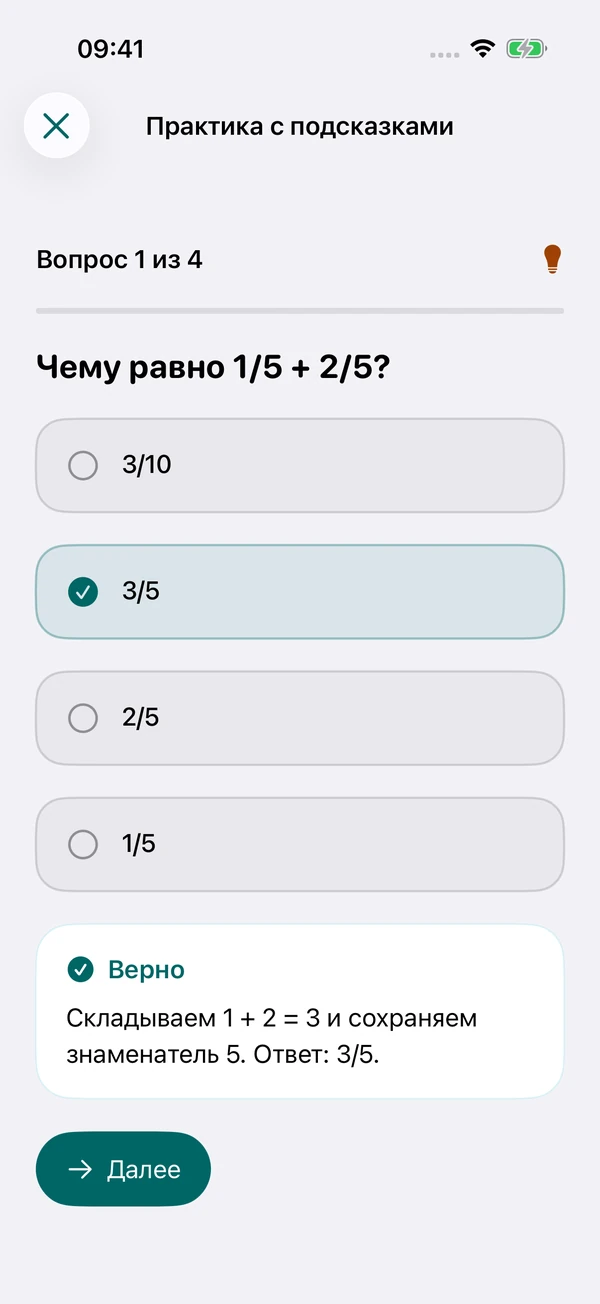 09:41
Практика с подсказками
Вопрос 1 из 4
Чему равно 1/5 + 2/5?
3/10
3/5
2/5
1/5
Верно
Складываем 1 + 2 = 3 и сохраняем
знаменатель 5. Ответ: 3/5.
Далее